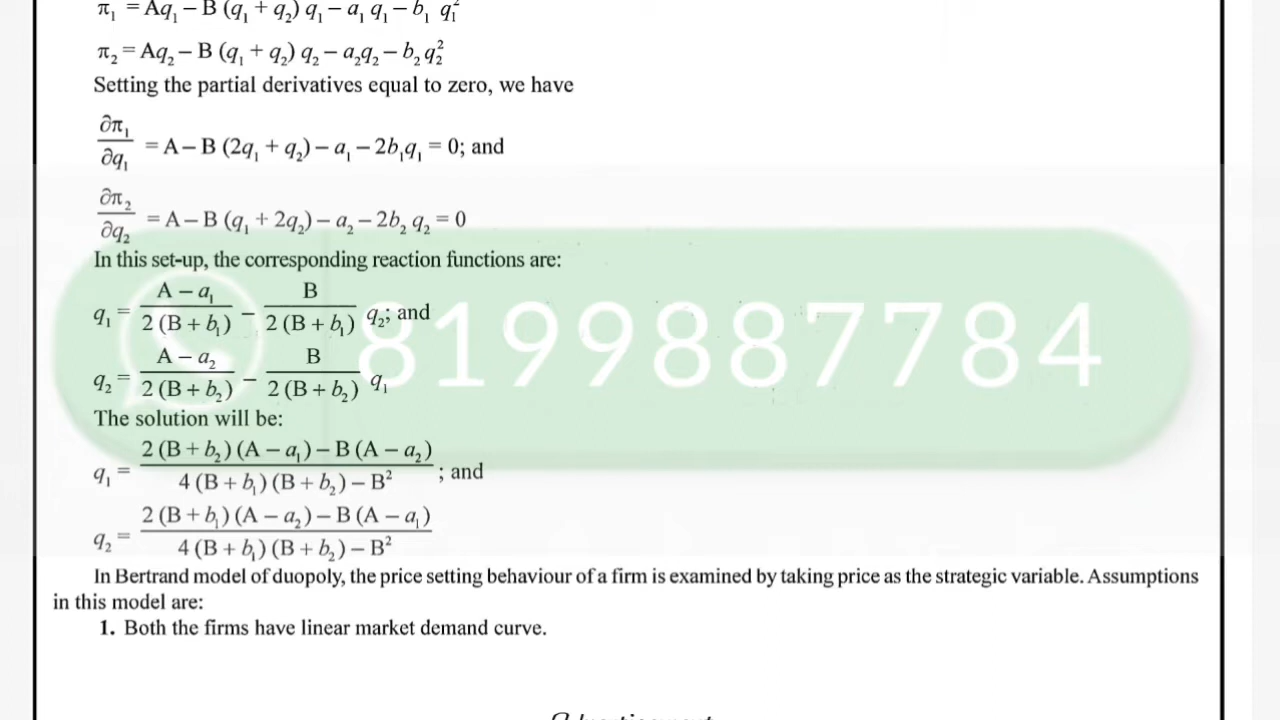 π₁ = Aq₁ – B (q₁ + q₂) q₁ – a₁ q₁ – b₁ q₁²
π₂ = Aq₂ – B (q₁ + q₂) q₂ – a₂q₂ – b₂ q₂²
Setting the partial derivatives equal to zero, we have
∂π₁/∂q₁ = A – B (2q₁ + q₂) – a₁ – 2b₁q₁ = 0; and
∂π₂/∂q₂ = A – B (q₁ + 2q₂) – a₂ – 2b₂ q₂ = 0
In this set-up, the corresponding reaction functions are:
q₁ = (A – a₁)/(2 (B + b₁)) – B/(2 (B + b₁)) q₂; and
8199887784
q₂ = (A – a₂)/(2 (B + b₂)) – B/(2 (B + b₂)) q₁
The solution will be:
q₁ = (2 (B + b₂) (A – a₁) – B (A – a₂))/(4 (B + b₁) (B + b₂) – B²) ; and
q₂ = (2 (B + b₁) (A – a₂) – B (A – a₁))/(4 (B + b₁) (B + b₂) – B²)
In Bertrand model of duopoly, the price setting behaviour of a firm is examined by taking price as the strategic variable. Assumptions
in this model are:
1. Both the firms have linear market demand curve.